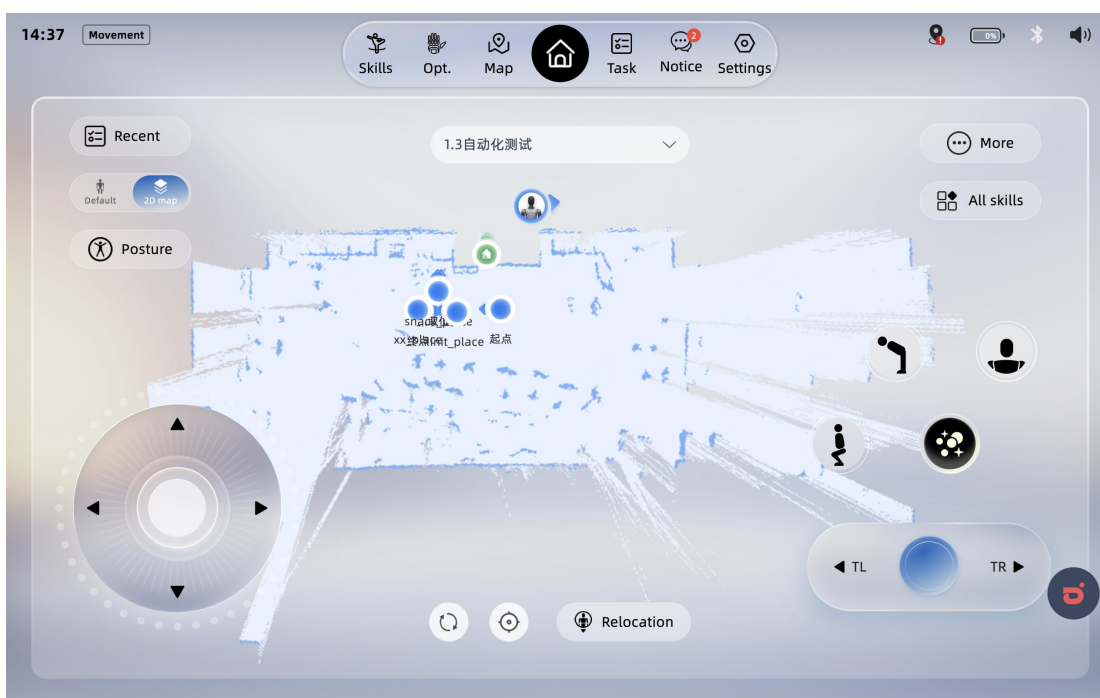 14:37 Movement
0%
Skills Opt. Map Task Notice 2 Settings
Recent
1.3自动化测试
More
Default 2D map
All skills
Posture
起点
TL TR
Relocation